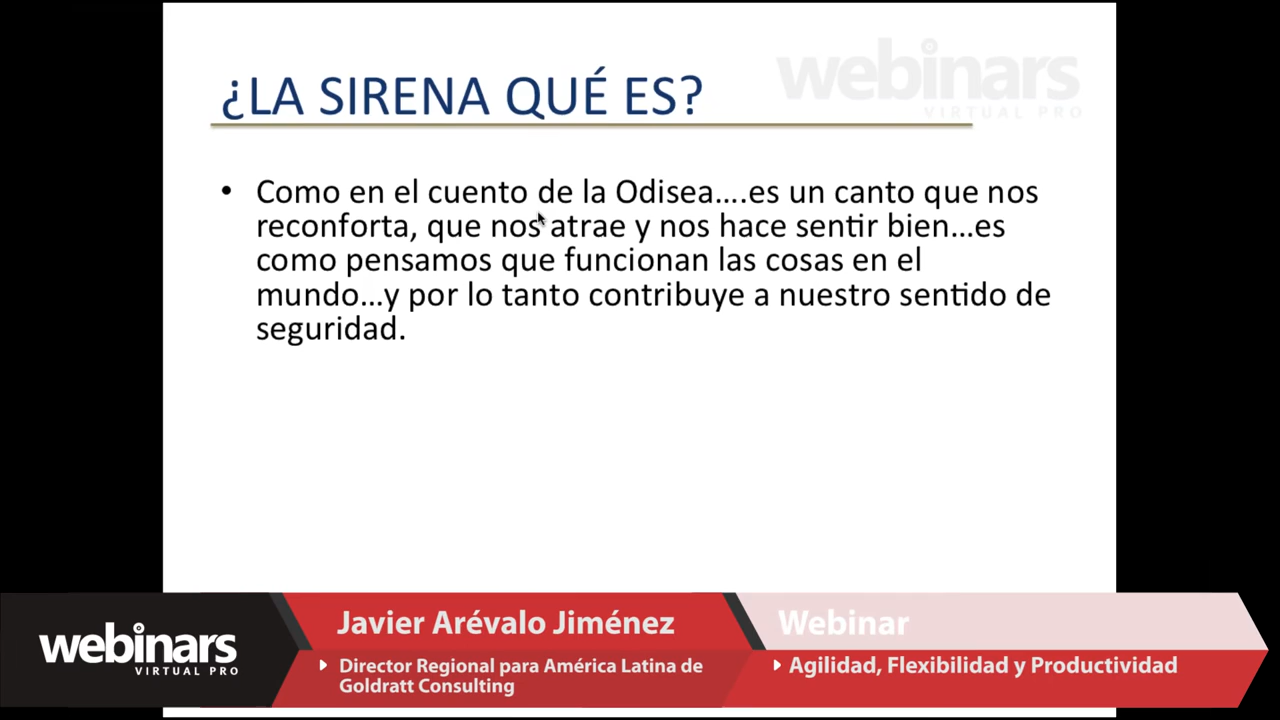 webinars
VIRTUAL PRO
¿LA SIRENA QUÉ ES?
• Como en el cuento de la Odisea....es un canto que nos
reconforta, que nos atrae y nos hace sentir bien...es
como pensamos que funcionan las cosas en el
mundo...y por lo tanto contribuye a nuestro sentido de
seguridad.
webinars
VIRTUAL PRO
Javier Arévalo Jiménez
Director Regional para América Latina de
Goldratt Consulting
Webinar
Agilidad, Flexibilidad y Productividad